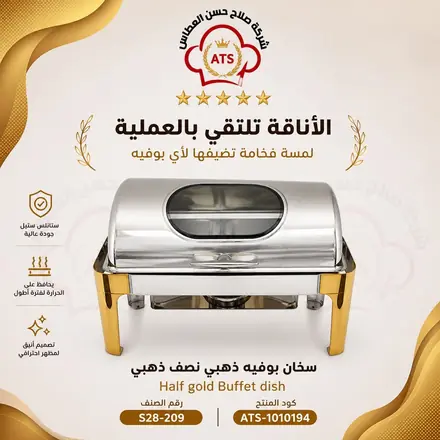 شركة صلاح حسن العطاس
ATS
الأناقة تلتقي بالعملية
لمسة فخامة تضيفها لأي بوفيه
ستانلس ستيل
جودة عالية
يحافظ على
الحرارة لفترة أطول
تصميم أنيق
لمظهر احترافي
سخان بوفيه ذهبي نصف ذهبي
Half gold Buffet dish
كود المنتج
ATS-1010194
رقم الصنف
S28-209